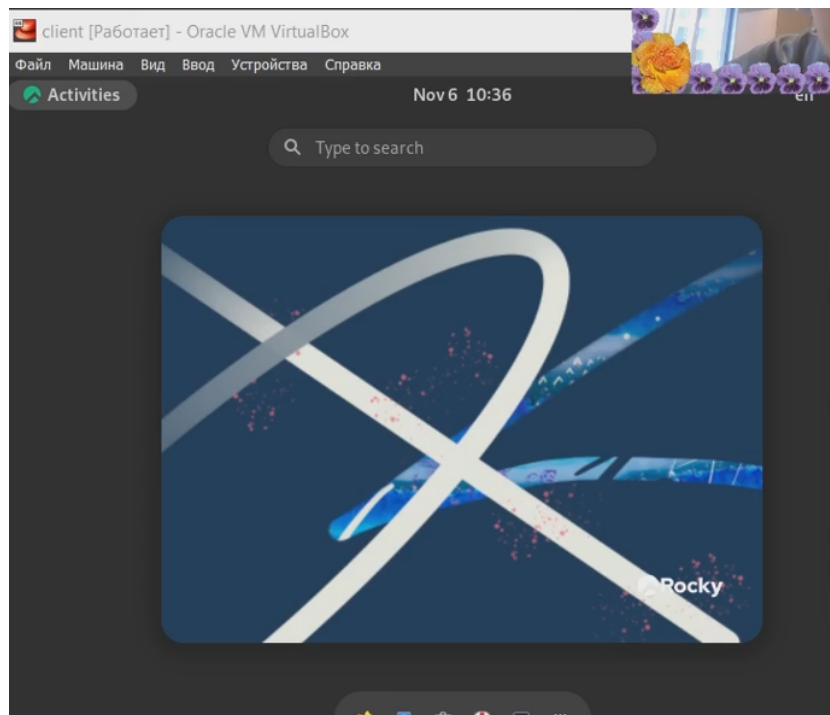 client [Работает] - Oracle VM VirtualBox
Файл Машина Вид Ввод Устройства Справка
Activities Nov 6 10:36 en
Type to search
Rocky